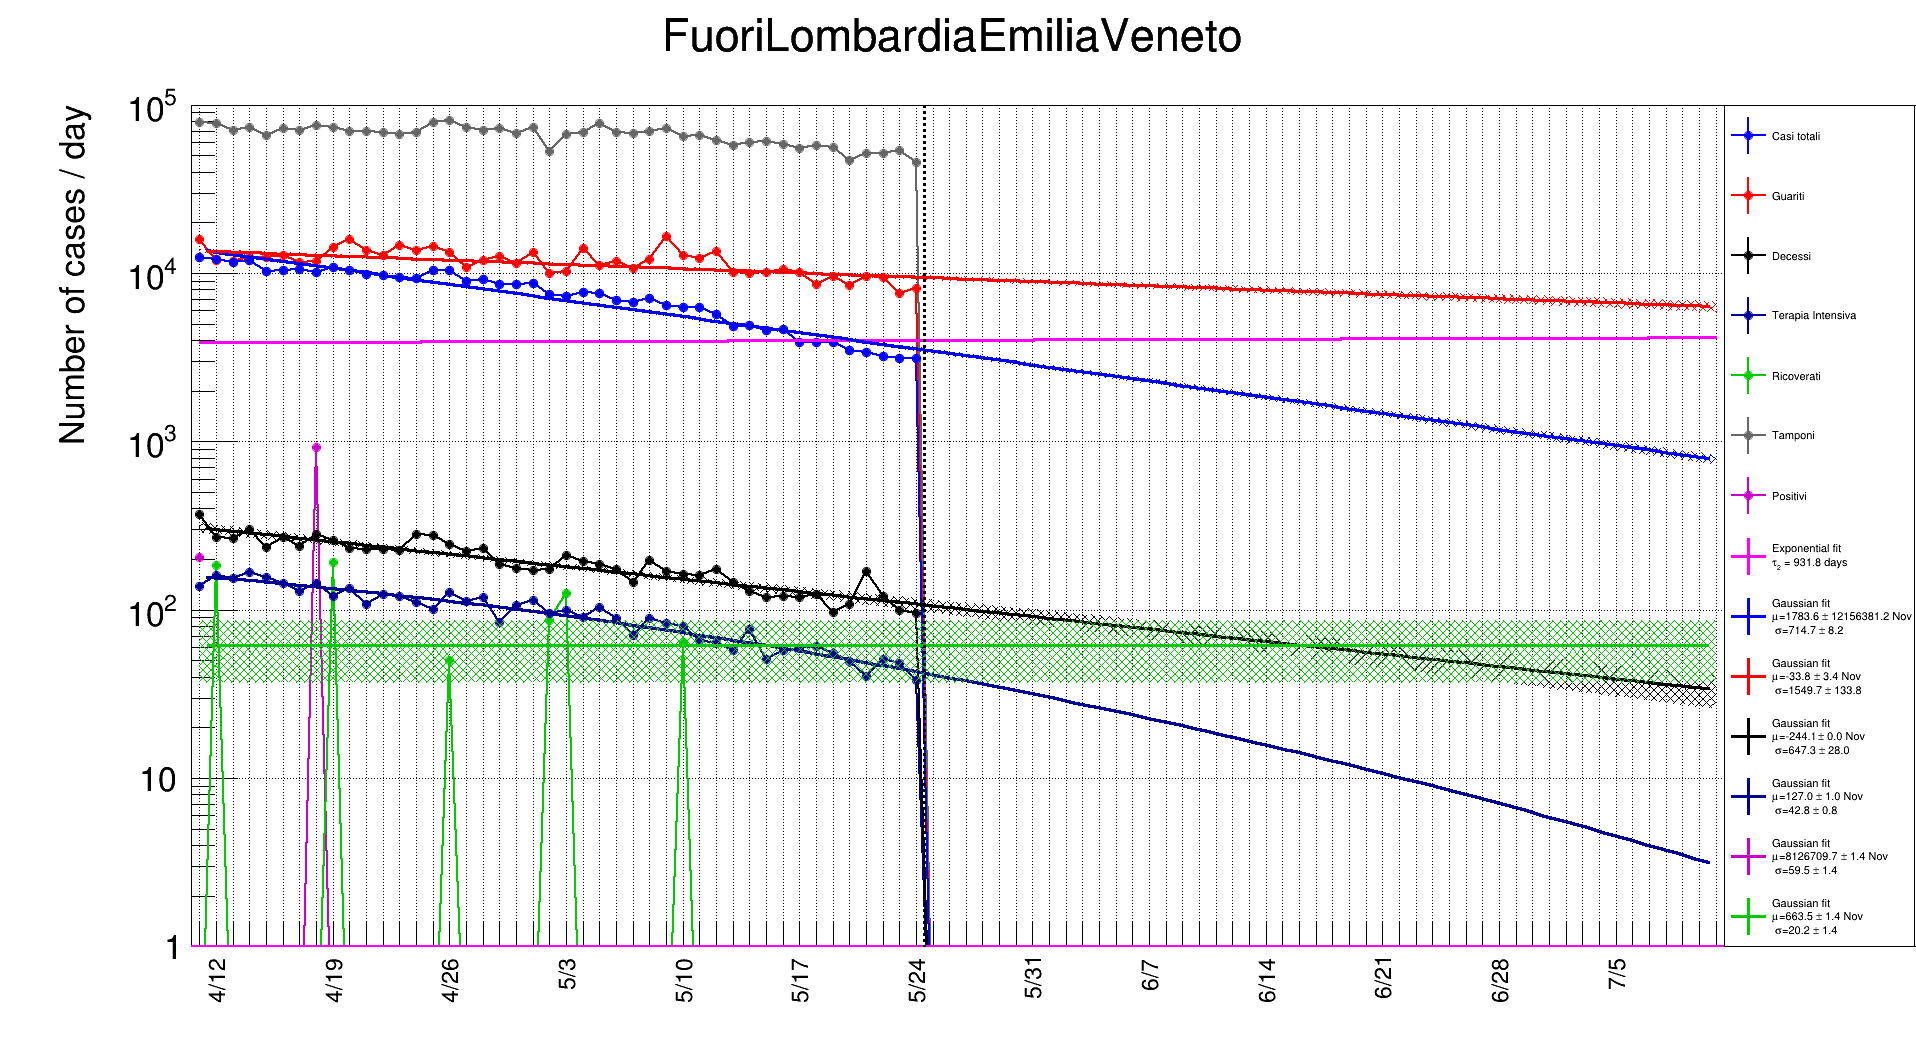 FuoriLombardiaEmiliaVeneto
Number of cases / day
10^5
10^4
10^3
10^2
10
1
4/12
4/19
4/26
5/3
5/10
5/17
5/24
5/31
6/7
6/14
6/21
6/28
7/5
Casi totali
Guariti
Decessi
Terapia Intensiva
Ricoverati
Tamponi
Positivi
Exponential fit
τ₂ = 931.8 days
Gaussian fit
μ=1783.6 ± 12156381.2 Nov
σ=714.7 ± 8.2
Gaussian fit
μ=-33.8 ± 3.4 Nov
σ=1549.7 ± 133.8
Gaussian fit
μ=-244.1 ± 0.0 Nov
σ=647.3 ± 28.0
Gaussian fit
μ=127.0 ± 1.0 Nov
σ=42.8 ± 0.8
Gaussian fit
μ=8126709.7 ± 1.4 Nov
σ=59.5 ± 1.4
Gaussian fit
μ=663.5 ± 1.4 Nov
σ=20.2 ± 1.4